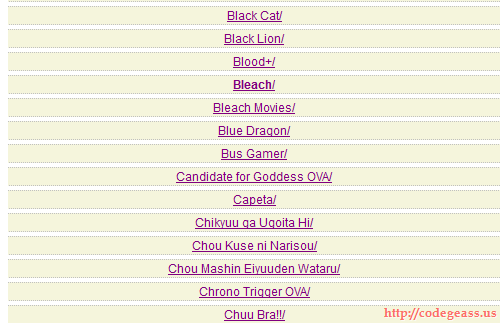 Black Cat/
Black Lion/
Blood+/
Bleach/
Bleach Movies/
Blue Dragon/
Bus Gamer/
Candidate for Goddess OVA/
Capeta/
Chikyuu ga Ugoita Hi/
Chou Kuse ni Narisou/
Chou Mashin Eiyuuden Wataru/
Chrono Trigger OVA/
Chuu Bra!!/
http://codegeass.us